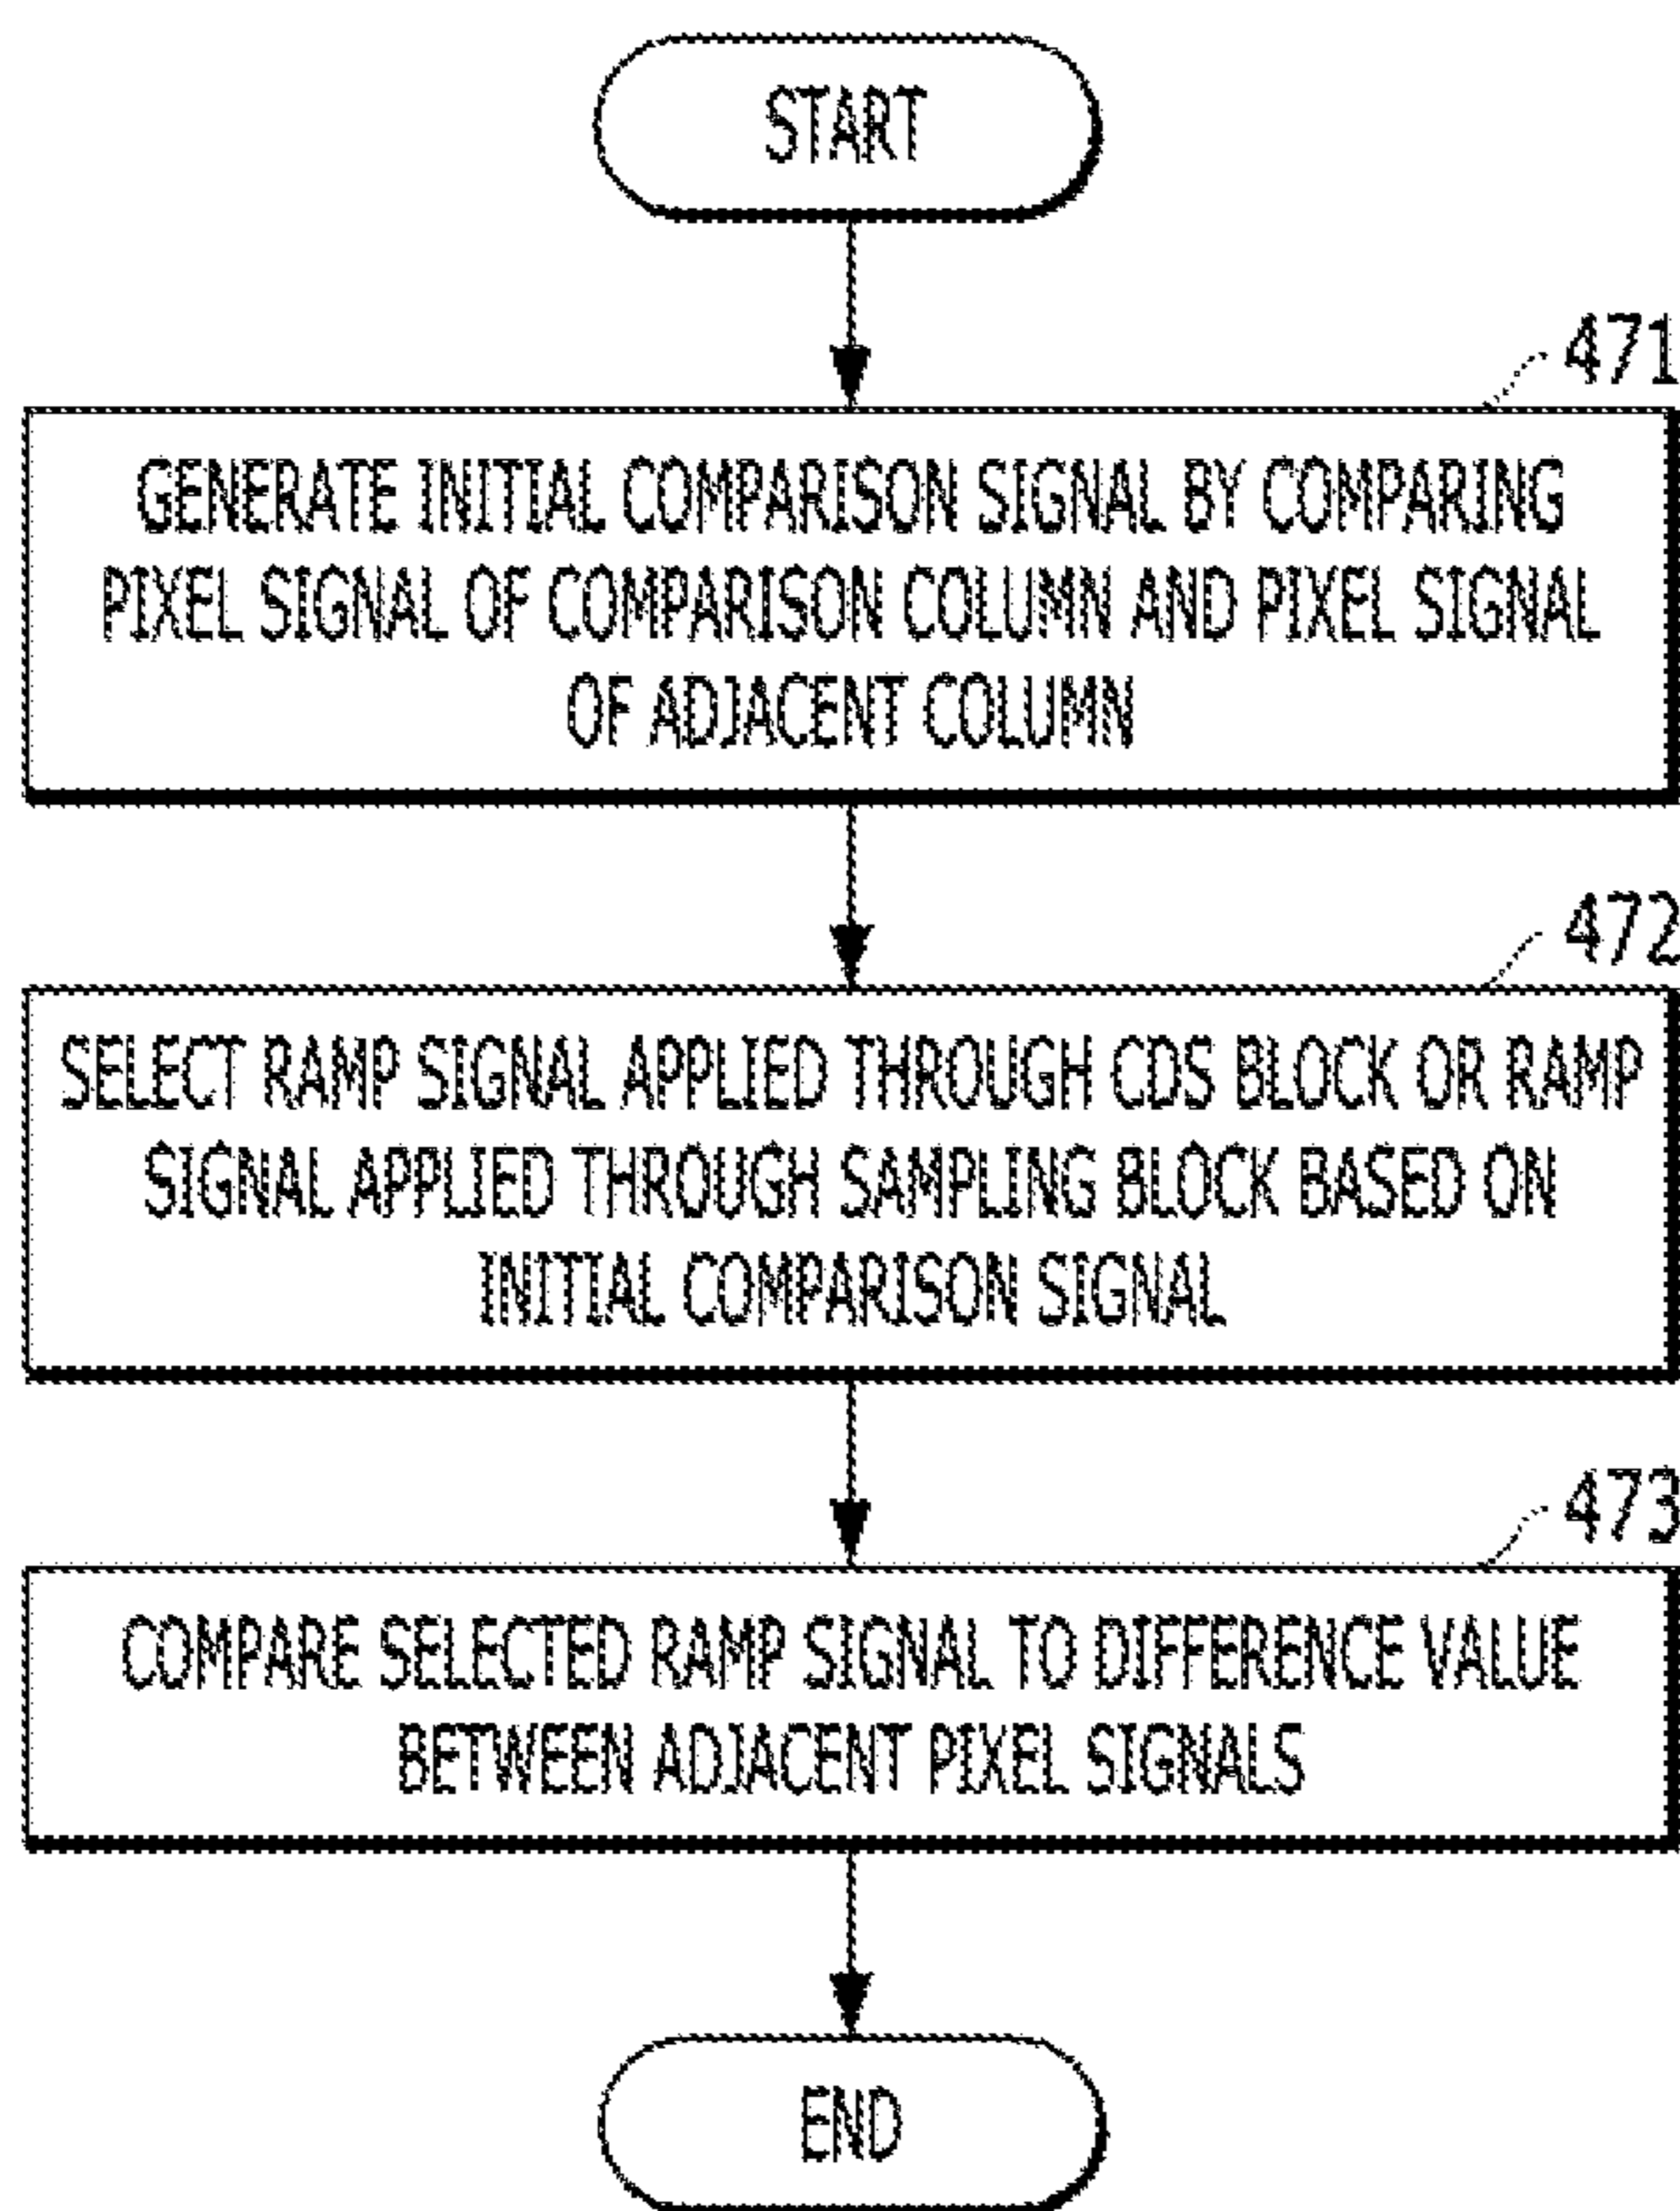 START
471
GENERATE INITIAL COMPARISON SIGNAL BY COMPARING
PIXEL SIGNAL OF COMPARISON COLUMN AND PIXEL SIGNAL
OF ADJACENT COLUMN
472
SELECT RAMP SIGNAL APPLIED THROUGH CDS BLOCK OR RAMP
SIGNAL APPLIED THROUGH SAMPLING BLOCK BASED ON
INITIAL COMPARISON SIGNAL
473
COMPARE SELECTED RAMP SIGNAL TO DIFFERENCE VALUE
BETWEEN ADJACENT PIXEL SIGNALS
END